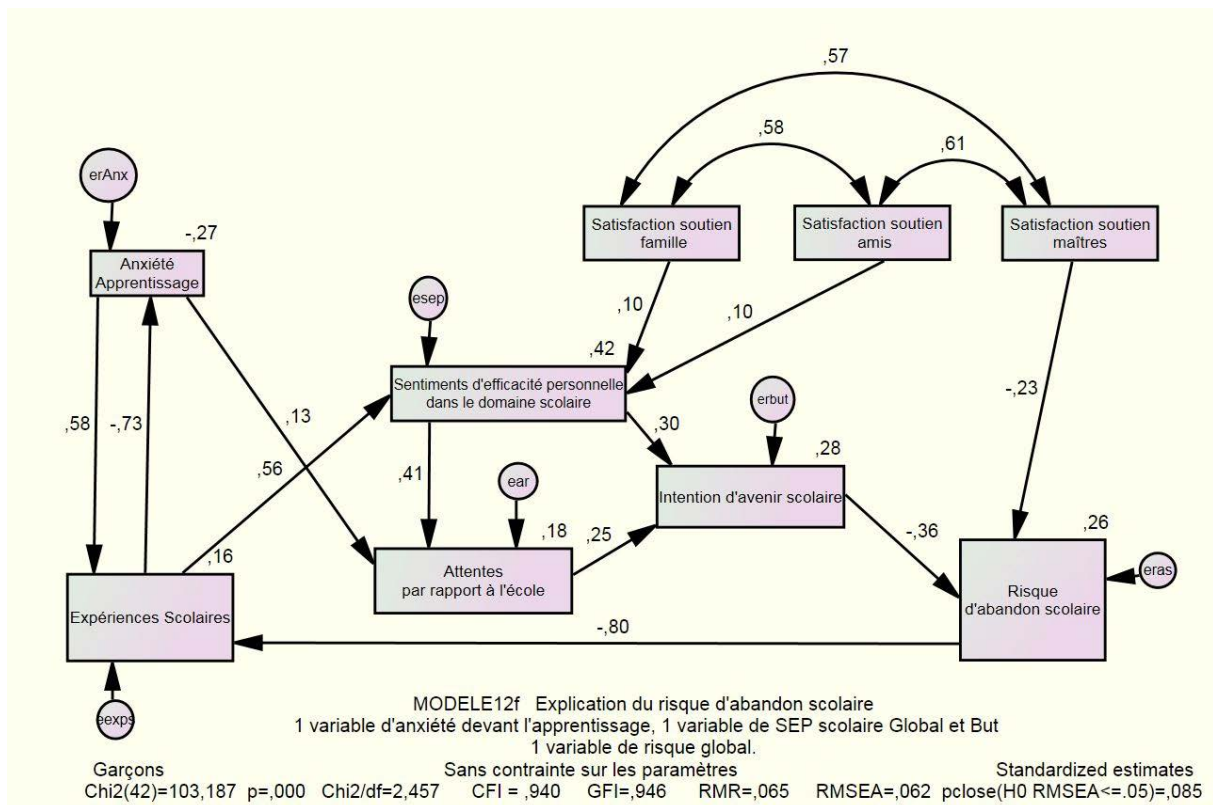 ,57
,58
,61
erAnx
Satisfaction soutien
famille
Satisfaction soutien
amis
Satisfaction soutien
maîtres
-,27
Anxiété
Apprentissage
esep
,10
,10
,42
Sentiments d'efficacité personnelle
dans le domaine scolaire
erbut
-,23
,58
-,73
,13
,56
,41
,30
ear
,28
Intention d'avenir scolaire
,18
,25
-,36
,26
,16
Attentes
par rapport à l'école
eras
Risque
d'abandon scolaire
Expériences Scolaires
-,80
eexps
MODELE12f Explication du risque d'abandon scolaire
1 variable d'anxiété devant l'apprentissage, 1 variable de SEP scolaire Global et But
1 variable de risque global.
Garçons Sans contrainte sur les paramètres Standardized estimates
Chi2(42)=103,187 p=,000 Chi2/df=2,457 CFI = ,940 GFI=,946 RMR=,065 RMSEA=,062 pclose(H0 RMSEA<=.05)=,085